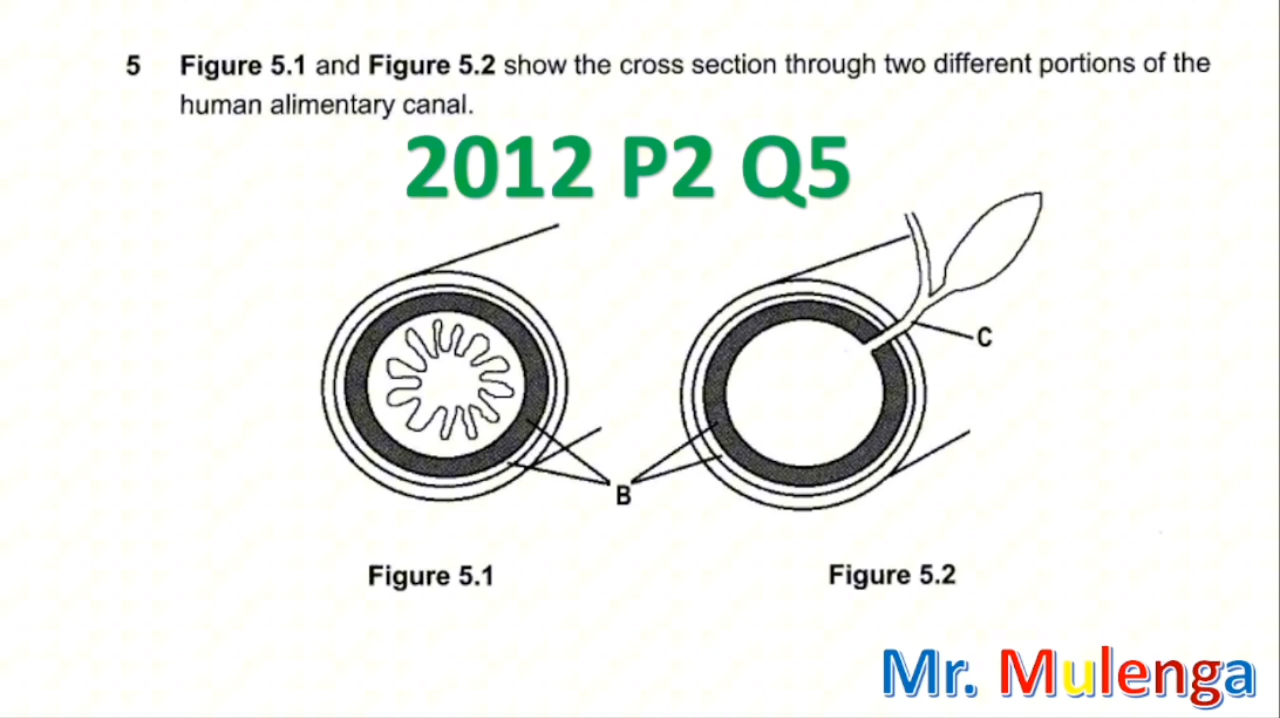 5 Figure 5.1 and Figure 5.2 show the cross section through two different portions of the
human alimentary canal.
2012 P2 Q5
C
B
Figure 5.1 Figure 5.2
Mr. Mulenga